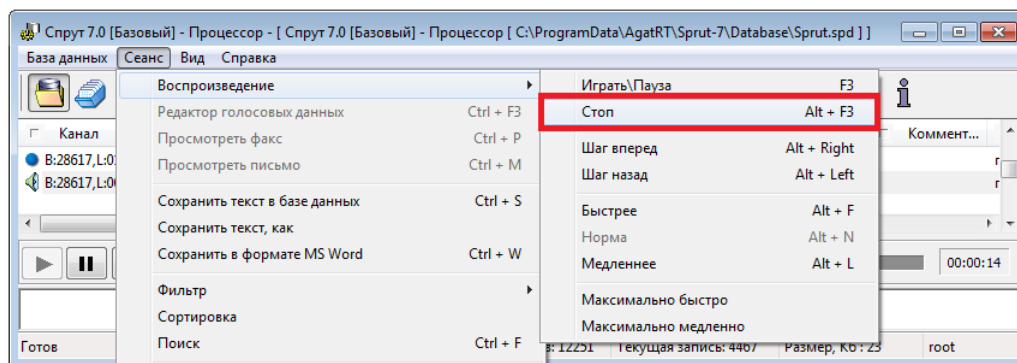 Спрут 7.0 [Базовый] - Процессор - [ Спрут 7.0 [Базовый] - Процессор [ C:\ProgramData\AgatRT\Sprut-7\Database\Sprut.spd ] ]
База данных Сеанс Вид Справка
Воспроизведение
Редактор голосовых данных Ctrl + F3
Просмотреть факс Ctrl + P
Просмотреть письмо Ctrl + M
Сохранить текст в базе данных Ctrl + S
Сохранить текст, как
Сохранить в формате MS Word Ctrl + W
Фильтр
Сортировка
Поиск Ctrl + F
Играть\Пауза F3
Стоп Alt + F3
Шаг вперед Alt + Right
Шаг назад Alt + Left
Быстрее Alt + F
Норма Alt + N
Медленнее Alt + L
Максимально быстро
Максимально медленно
Канал Коммент...
B:28617,L:0
B:28617,L:0
00:00:14
Готов : 12251 Текущая запись: 4467 Размер, Кб : 23 root